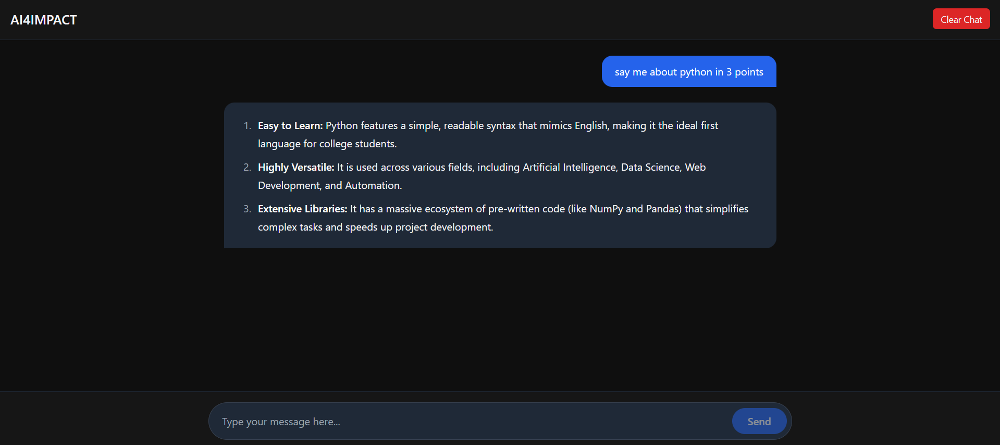 AI4IMPACT
Clear Chat
say me about python in 3 points
1. Easy to Learn: Python features a simple, readable syntax that mimics English, making it the ideal first
language for college students.
2. Highly Versatile: It is used across various fields, including Artificial Intelligence, Data Science, Web
Development, and Automation.
3. Extensive Libraries: It has a massive ecosystem of pre-written code (like NumPy and Pandas) that simplifies
complex tasks and speeds up project development.
Type your message here...
Send